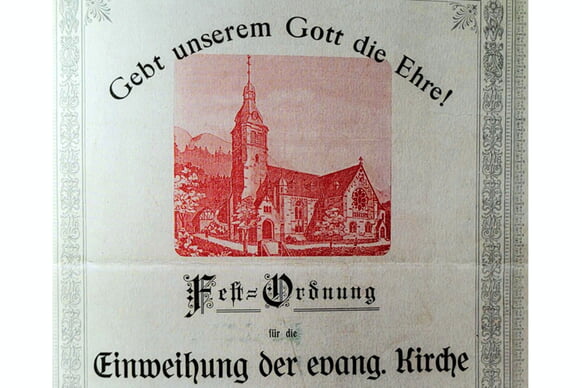 Gebt unserem Gott die Ehre!
Fest=Ordnung
für die
Einweihung der evang. Kirche